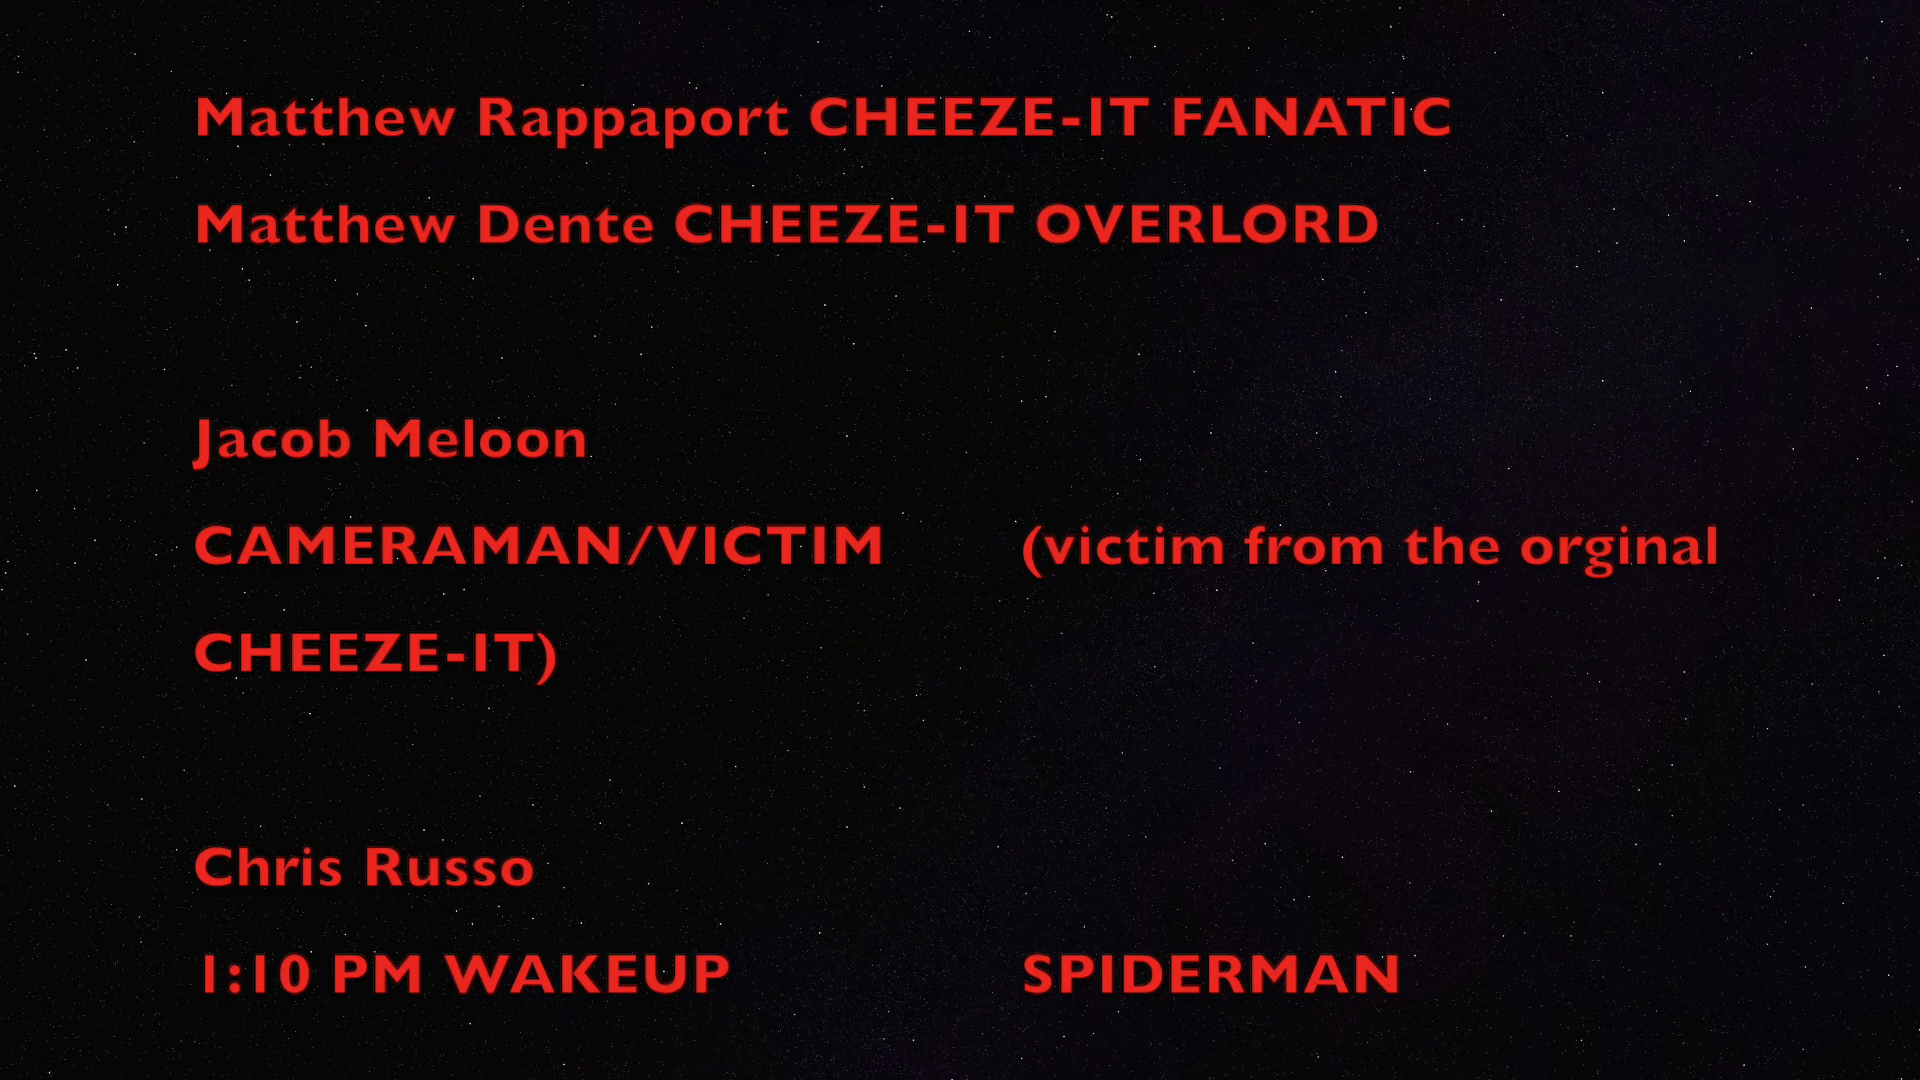 Matthew Rappaport CHEEZE-IT FANATIC
Matthew Dente CHEEZE-IT OVERLORD
Jacob Meloon
CAMERAMAN/VICTIM (victim from the orginal
CHEEZE-IT)
Chris Russo
1:10 PM WAKEUP SPIDERMAN